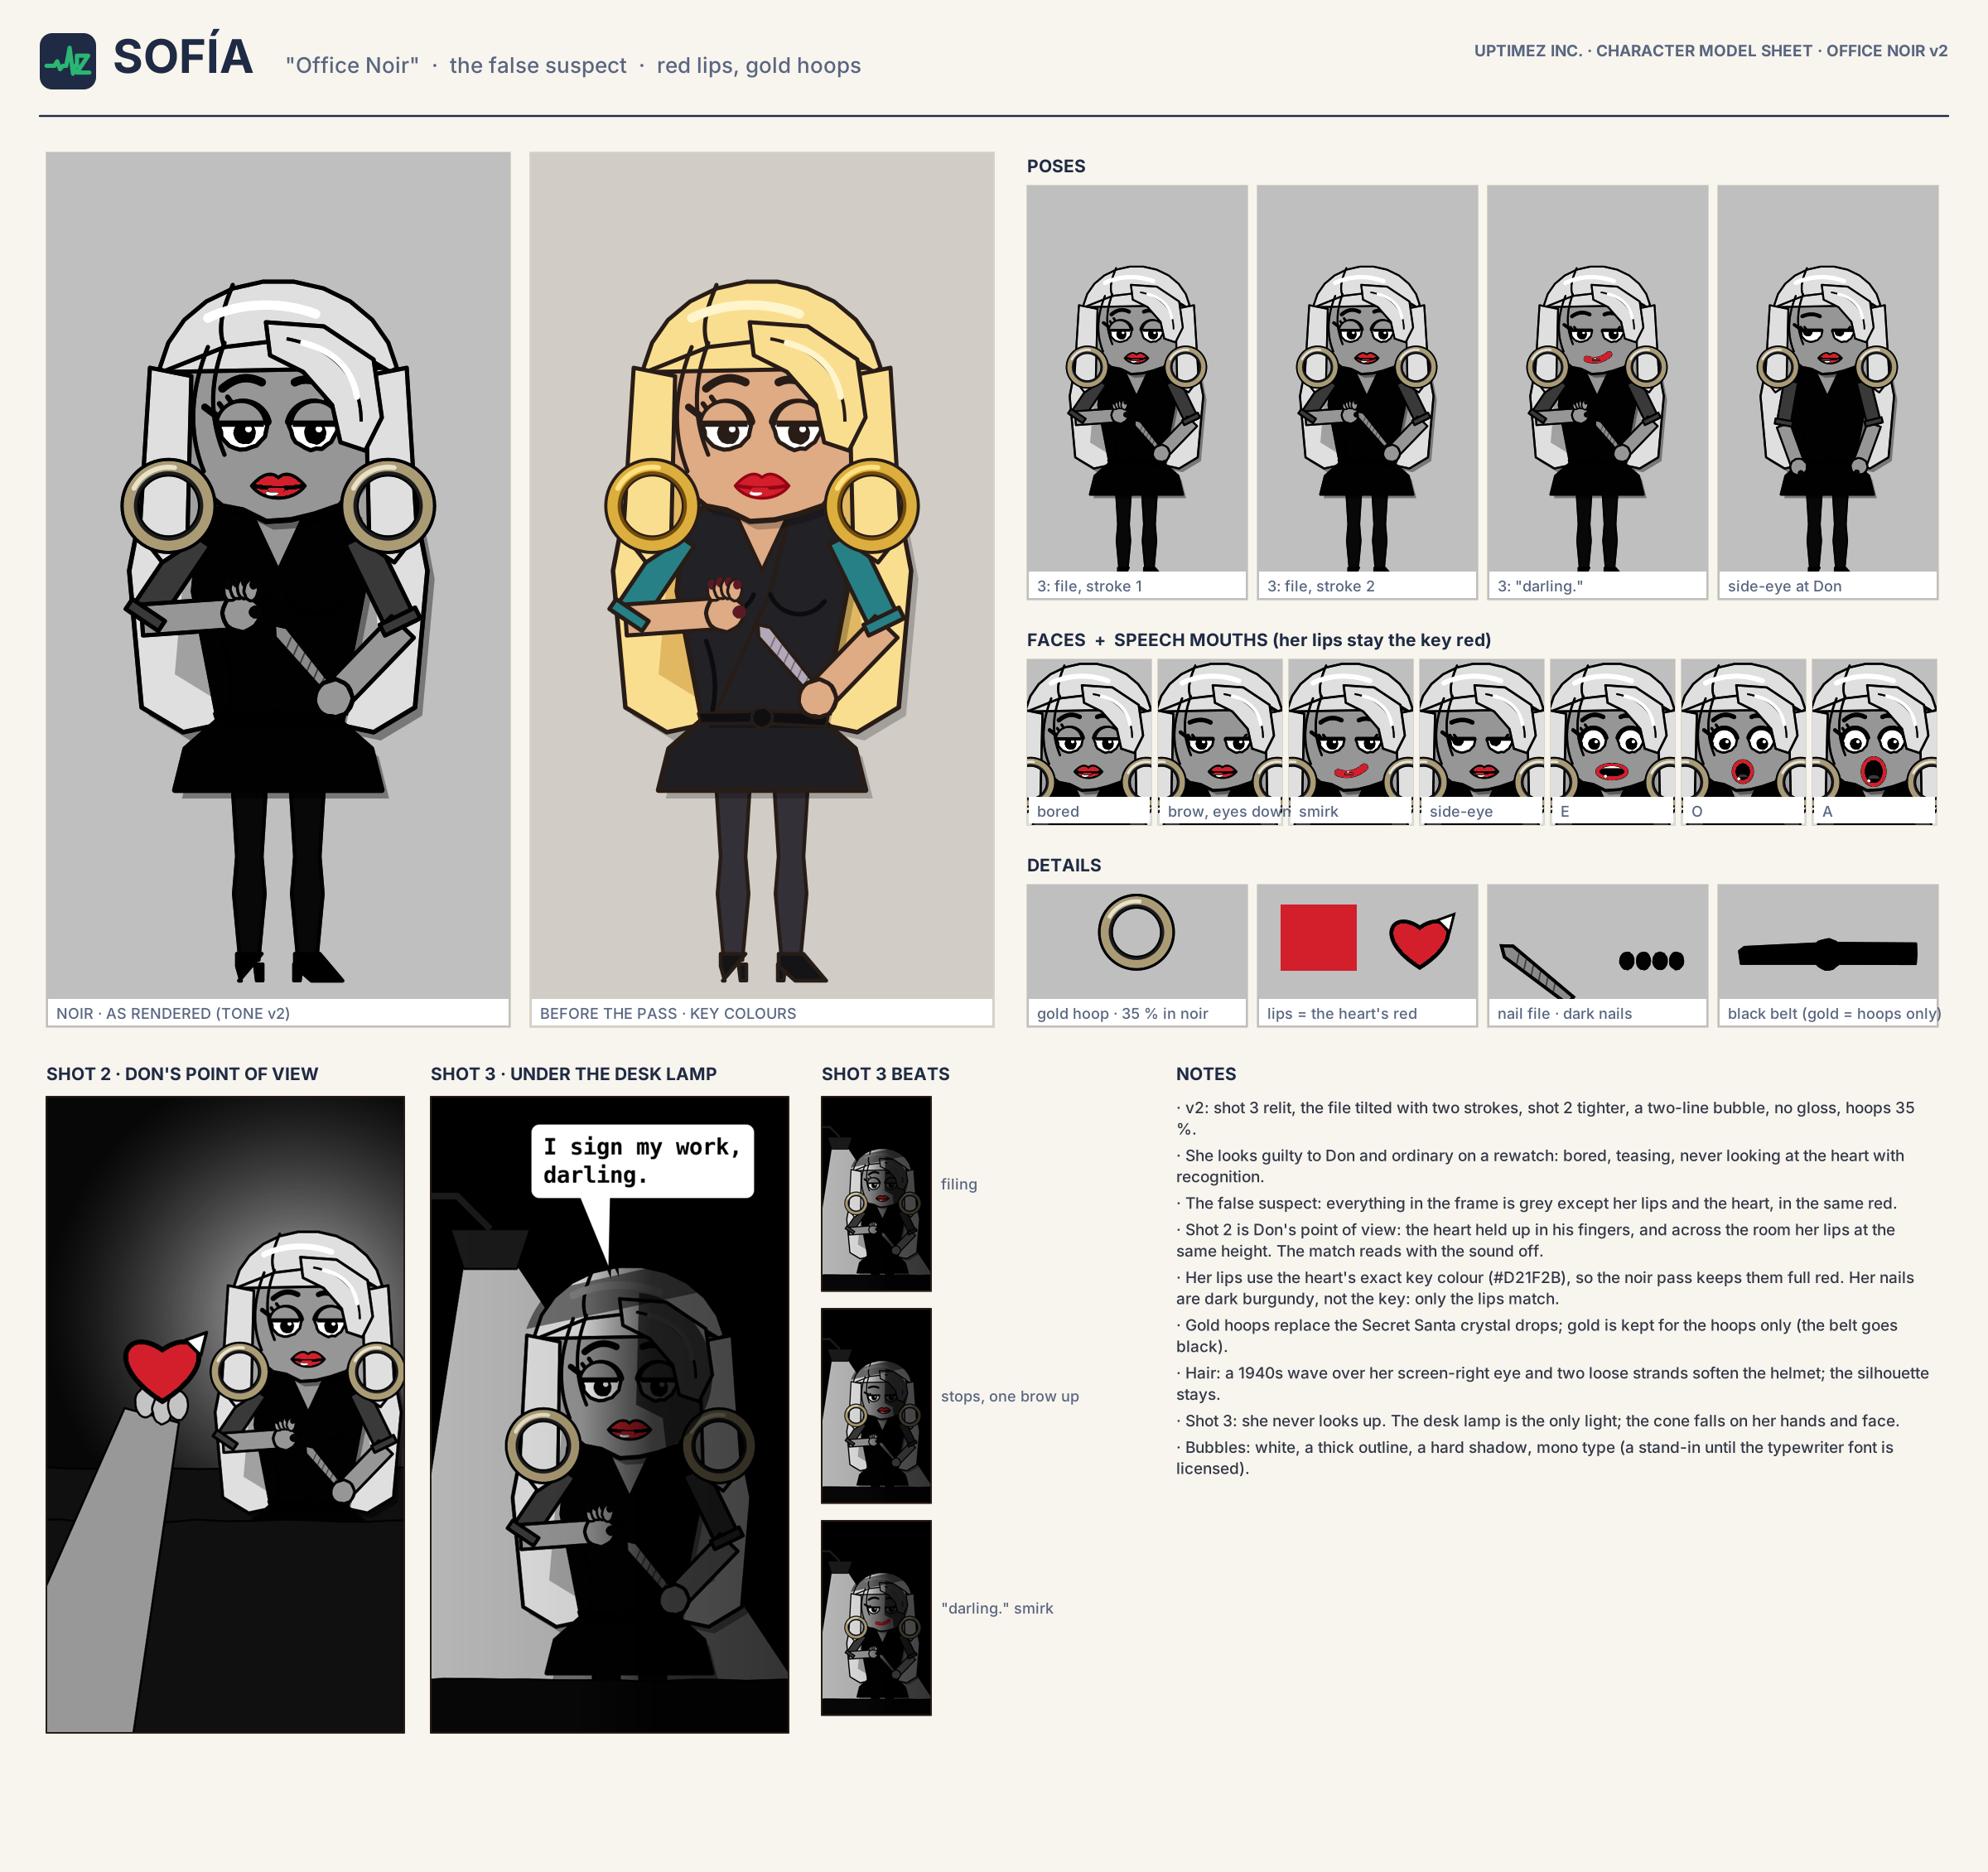 SOFÍA
"Office Noir" · the false suspect · red lips, gold hoops
UPTIMEZ INC. · CHARACTER MODEL SHEET · OFFICE NOIR v2
NOIR · AS RENDERED (TONE v2)
BEFORE THE PASS · KEY COLOURS
POSES
3: file, stroke 1
3: file, stroke 2
3: "darling."
side-eye at Don
FACES + SPEECH MOUTHS (her lips stay the key red)
bored
brow, eyes down
smirk
side-eye
E
O
A
DETAILS
gold hoop · 35 % in noir
lips = the heart's red
nail file · dark nails
black belt (gold = hoops only)
SHOT 2 · DON'S POINT OF VIEW
SHOT 3 · UNDER THE DESK LAMP
I sign my work,
darling.
SHOT 3 BEATS
filing
stops, one brow up
"darling." smirk
NOTES
· v2: shot 3 relit, the file tilted with two strokes, shot 2 tighter, a two-line bubble, no gloss, hoops 35
%.
· She looks guilty to Don and ordinary on a rewatch: bored, teasing, never looking at the heart with
recognition.
· The false suspect: everything in the frame is grey except her lips and the heart, in the same red.
· Shot 2 is Don's point of view: the heart held up in his fingers, and across the room her lips at the
same height. The match reads with the sound off.
· Her lips use the heart's exact key colour (#D21F2B), so the noir pass keeps them full red. Her nails
are dark burgundy, not the key: only the lips match.
· Gold hoops replace the Secret Santa crystal drops; gold is kept for the hoops only (the belt goes
black).
· Hair: a 1940s wave over her screen-right eye and two loose strands soften the helmet; the silhouette
stays.
· Shot 3: she never looks up. The desk lamp is the only light; the cone falls on her hands and face.
· Bubbles: white, a thick outline, a hard shadow, mono type (a stand-in until the typewriter font is
licensed).